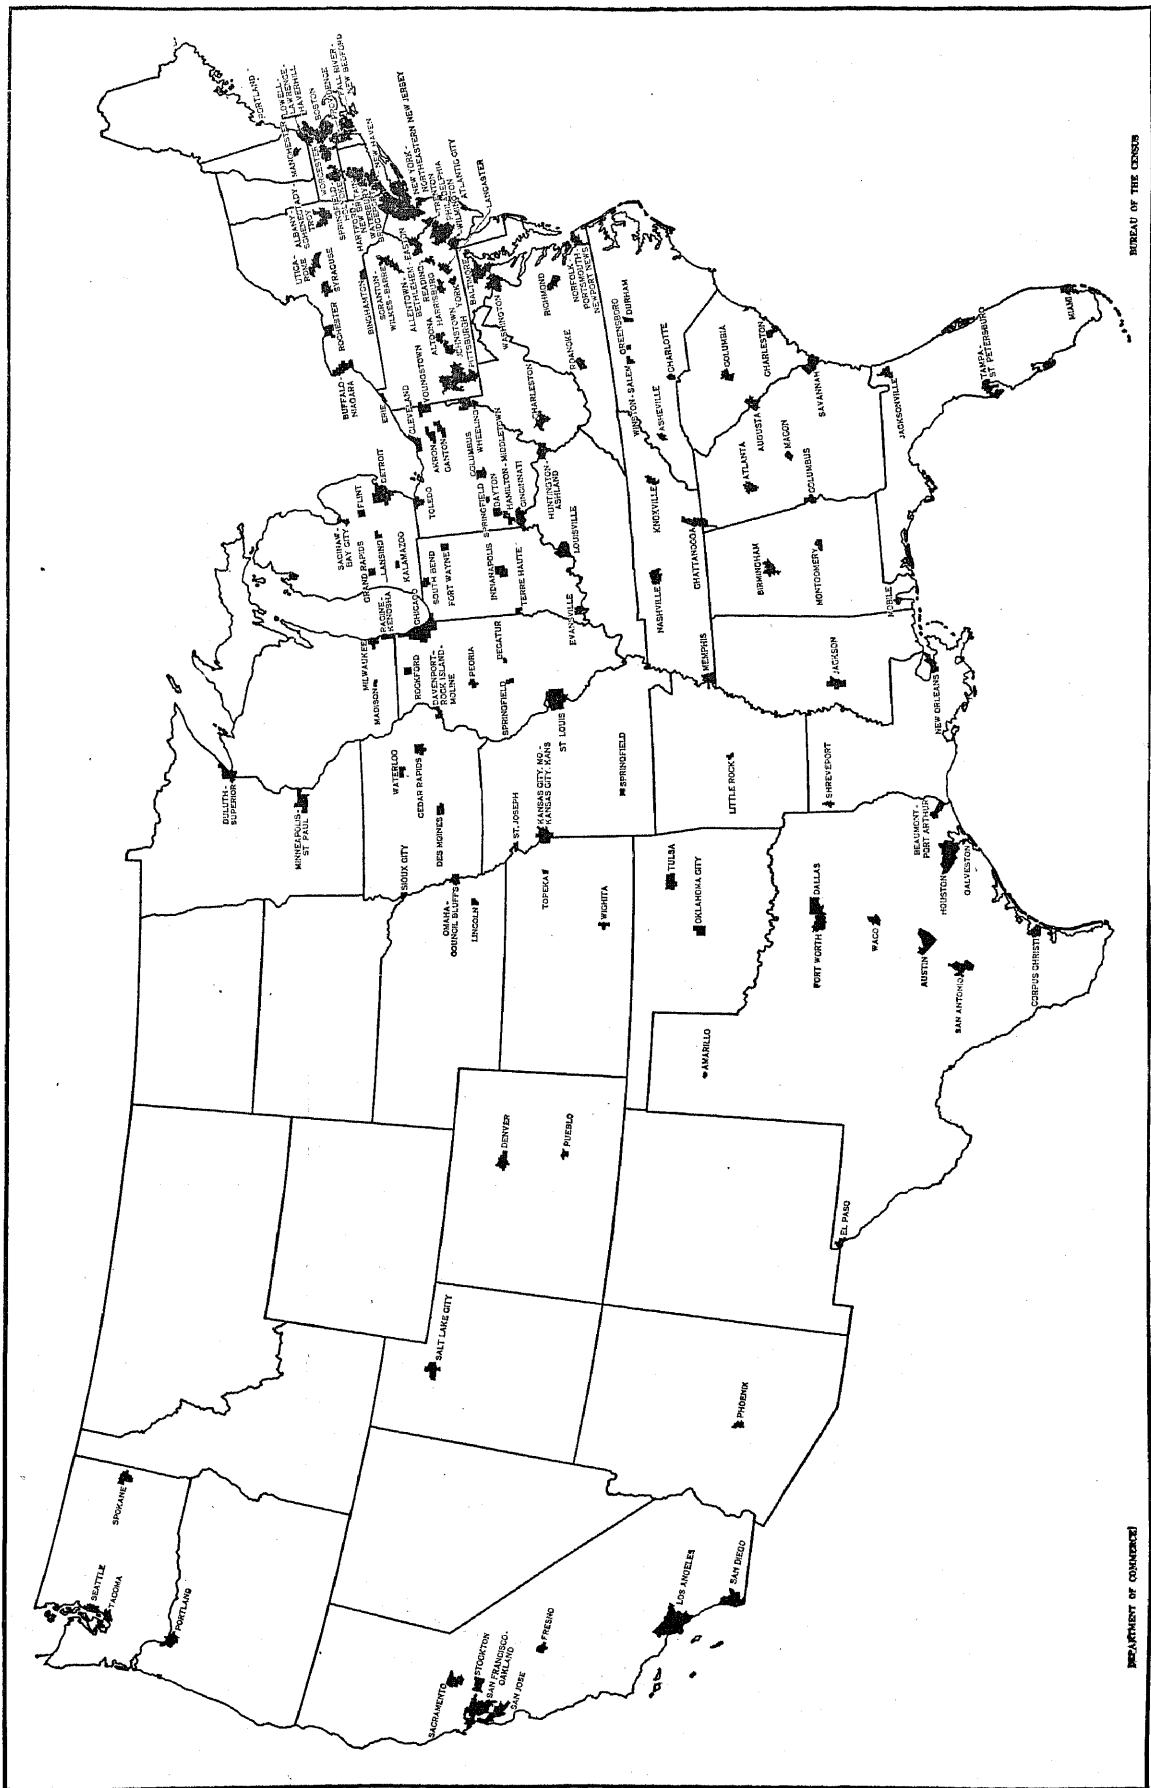 SEATTLE
TACOMA
SPOKANE
PORTLAND
SACRAMENTO
STOCKTON
SAN FRANCISCO-
OAKLAND
SAN JOSE
FRESNO
LOS ANGELES
SAN DIEGO
SALT LAKE CITY
PHOENIX
DENVER
PUEBLO
EL PASO
AMARILLO
DULUTH-
SUPERIOR
MINNEAPOLIS-
ST PAUL
SIOUX CITY
WATERLOO
CEDAR RAPIDS
DES MOINES
OMAHA-
COUNCIL BLUFFS
LINCOLN
ST. JOSEPH
KANSAS CITY, MO.-
KANSAS CITY, KANS
TOPEKA
WICHITA
SPRINGFIELD
ST LOUIS
TULSA
OKLAHOMA CITY
LITTLE ROCK
FORT WORTH
DALLAS
WACO
AUSTIN
SAN ANTONIO
CORPUS CHRISTI
HOUSTON
GALVESTON
BEAUMONT-
PORT ARTHUR
SHREVEPORT
NEW ORLEANS
JACKSON
MEMPHIS
MADISON
MILWAUKEE
RACINE-
KENOSHA
CHICAGO
ROCKFORD
DAVENPORT-
ROCK ISLAND-
MOLINE
PEORIA
SPRINGFIELD
DECATUR
SAGINAW-
BAY CITY
GRAND RAPIDS
FLINT
LANSING
DETROIT
KALAMAZOO
SOUTH BEND
FORT WAYNE
INDIANAPOLIS
TERRE HAUTE
EVANSVILLE
LOUISVILLE
TOLEDO
CLEVELAND
AKRON
CANTON
YOUNGSTOWN
COLUMBUS
SPRINGFIELD
DAYTON
HAMILTON-MIDDLETOWN
CINCINNATI
HUNTINGTON-
ASHLAND
WHEELING
CHARLESTON
NASHVILLE
KNOXVILLE
CHATTANOOGA
BIRMINGHAM
MONTGOMERY
MOBILE
ATLANTA
AUGUSTA
MACON
COLUMBUS
SAVANNAH
JACKSONVILLE
TAMPA-
ST PETERSBURG
MIAMI
COLUMBIA
CHARLESTON
ASHEVILLE
CHARLOTTE
WINSTON-SALEM
GREENSBORO
DURHAM
ROANOKE
RICHMOND
NORFOLK-
PORTSMOUTH-
NEWPORT NEWS
WASHINGTON
BALTIMORE
BUFFALO-
NIAGARA
ERIE
ROCHESTER
SYRACUSE
UTICA-
ROME
BINGHAMTON
ALBANY-
SCHENECTADY-
TROY
SCRANTON-
WILKES-BARRE
ALLENTOWN-
BETHLEHEM-EASTON
READING
HARRISBURG
ALTOONA
JOHNSTOWN
YORK
PITTSBURGH
LANCASTER
ATLANTIC CITY
WILMINGTON
PHILADELPHIA
TRENTON
NEW YORK-
NORTHEASTERN NEW JERSEY
BRIDGEPORT
WATERBURY
NEW HAVEN
HARTFORD
SPRINGFIELD-
HOLYOKE
WORCESTER
MANCHESTER
LOWELL-
LAWRENCE-
HAVERHILL
BOSTON
PROVIDENCE
FALL RIVER-
NEW BEDFORD
PORTLAND
DEPARTMENT OF COMMERCE
BUREAU OF THE CENSUS